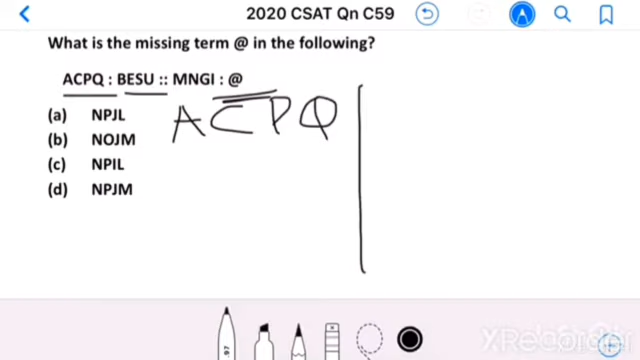 2020 CSAT Qn C59
What is the missing term @ in the following?
ACPQ : BESU :: MNGI : @
(a) NPJL
(b) NOJM
(c) NPIL
(d) NPJM
ACPQ
.97
XRecorder